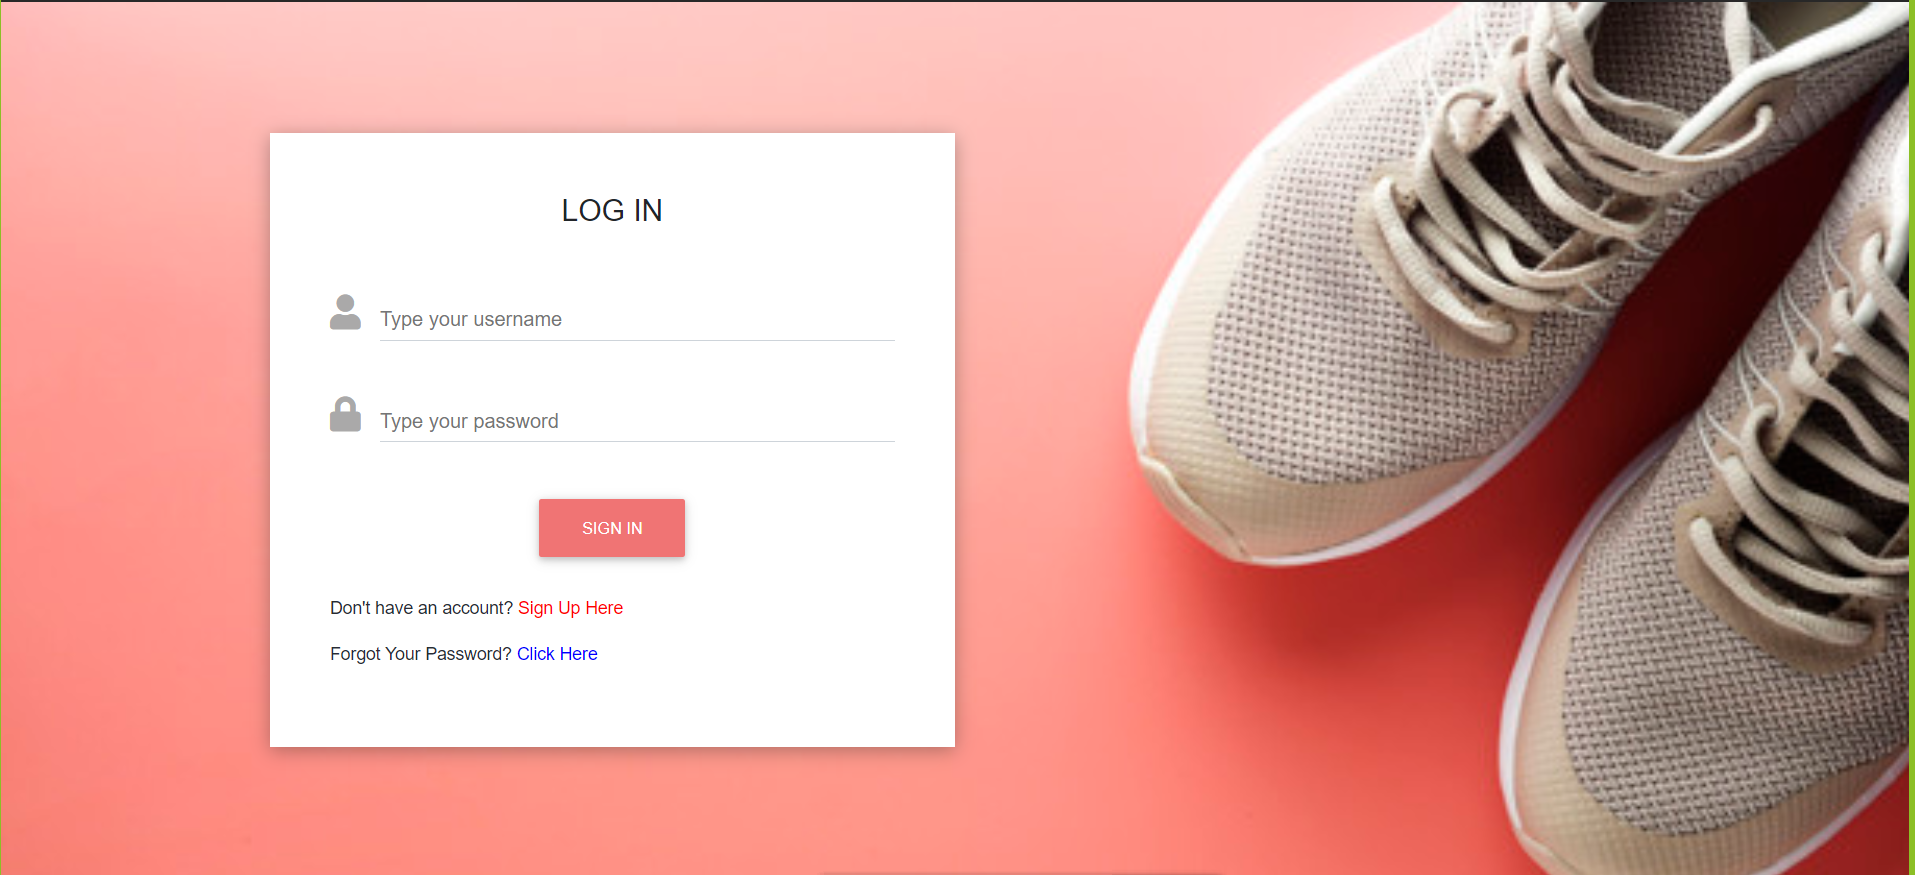 LOG IN
Type your username
Type your password
SIGN IN
Don't have an account? Sign Up Here
Forgot Your Password? Click Here